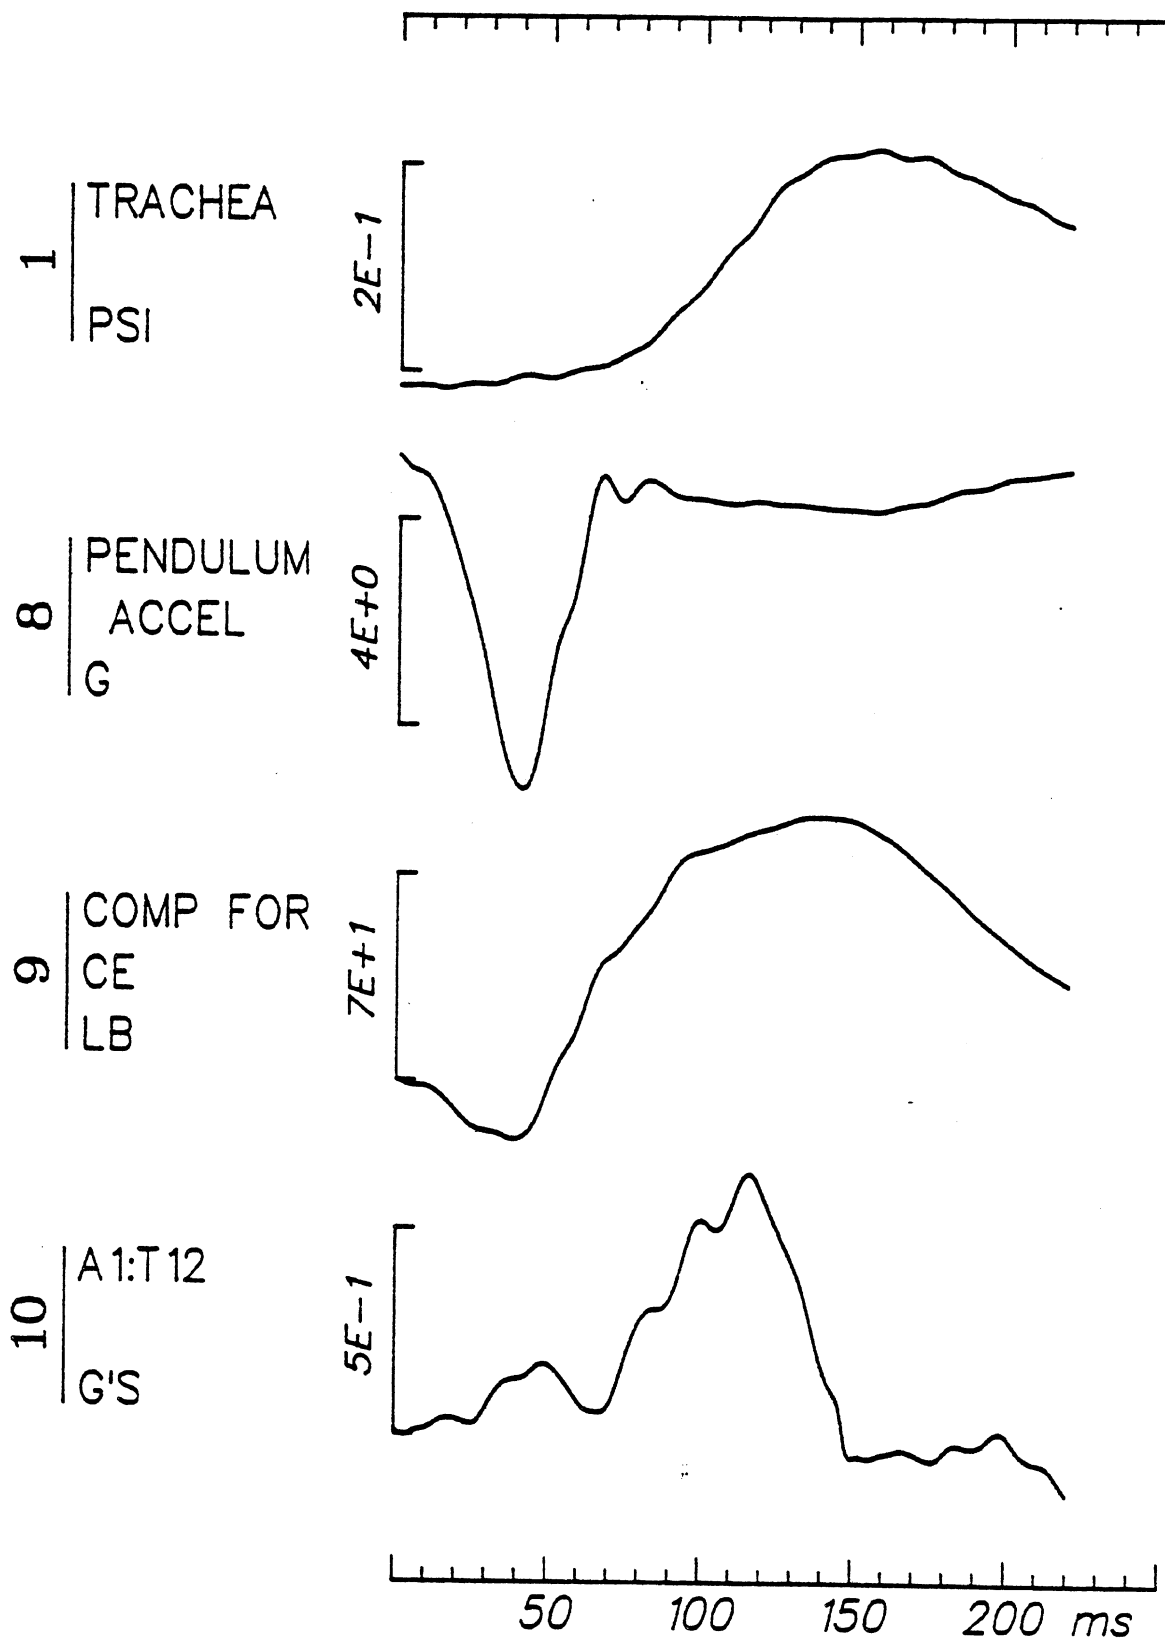 1
TRACHEA
PSI
2E-1
8
PENDULUM
ACCEL
G
4E+0
9
COMP FOR
CE
LB
7E+1
10
A1:T12
G'S
5E-1
50 100 150 200 ms